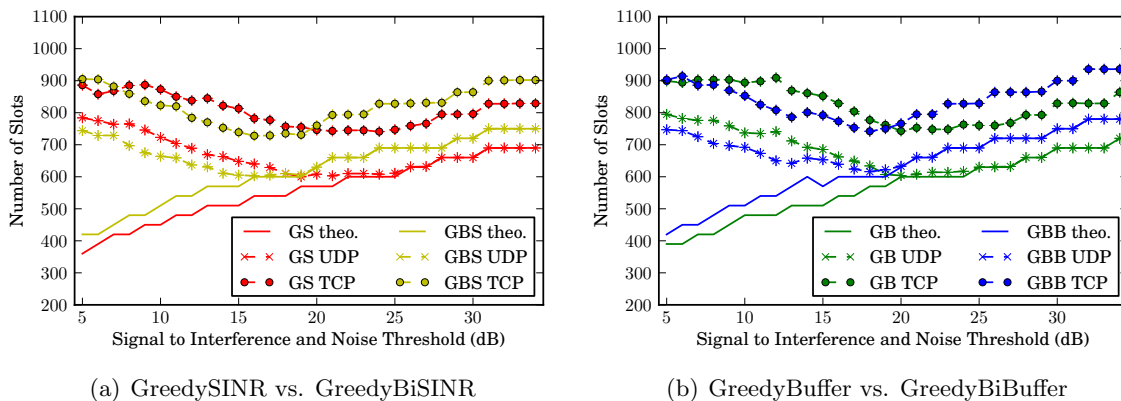 1100
1000
900
800
700
600
500
400
300
200
Number of Slots
5 10 15 20 25 30
Signal to Interference and Noise Threshold (dB)
GS theo. GBS theo.
GS UDP GBS UDP
GS TCP GBS TCP
(a) GreedySINR vs. GreedyBiSINR
1100
1000
900
800
700
600
500
400
300
200
Number of Slots
5 10 15 20 25 30
Signal to Interference and Noise Threshold (dB)
GB theo. GBB theo.
GB UDP GBB UDP
GB TCP GBB TCP
(b) GreedyBuffer vs. GreedyBiBuffer